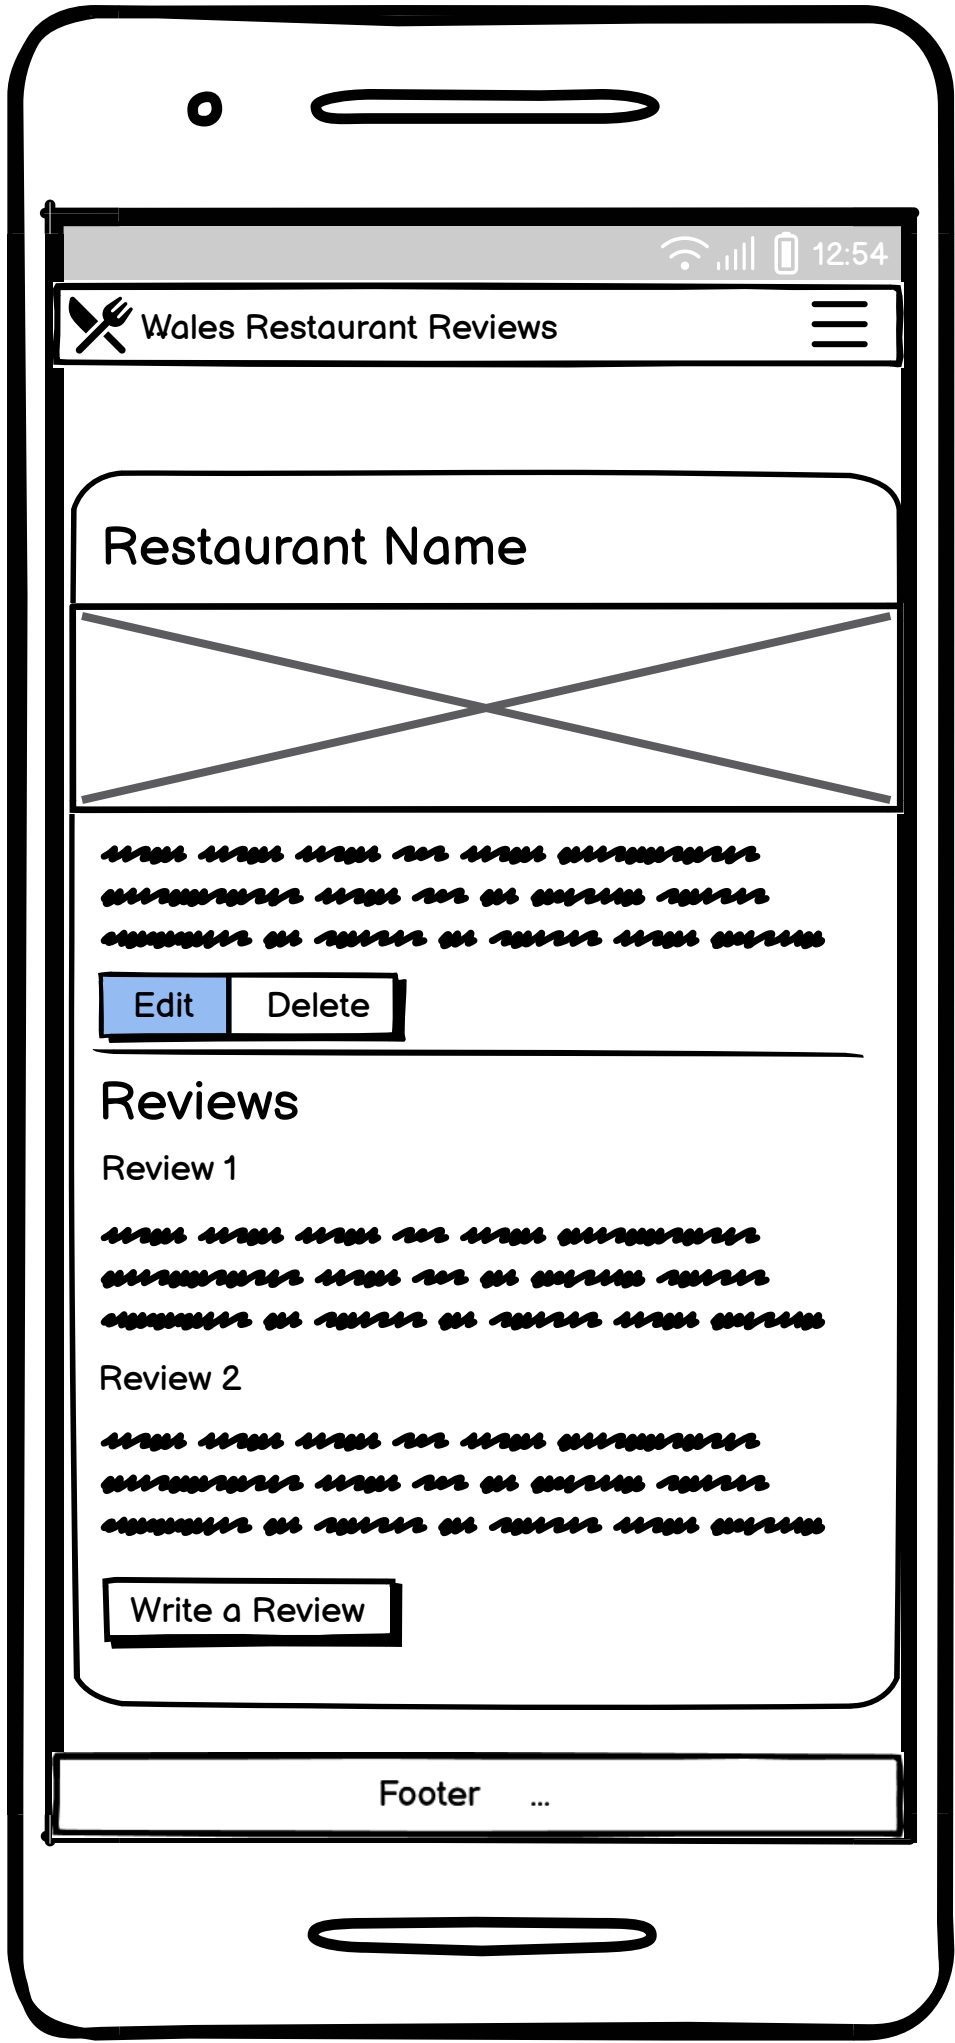 12:54
Wales Restaurant Reviews
Restaurant Name
Edit Delete
Reviews
Review 1
Review 2
Write a Review
Footer ...